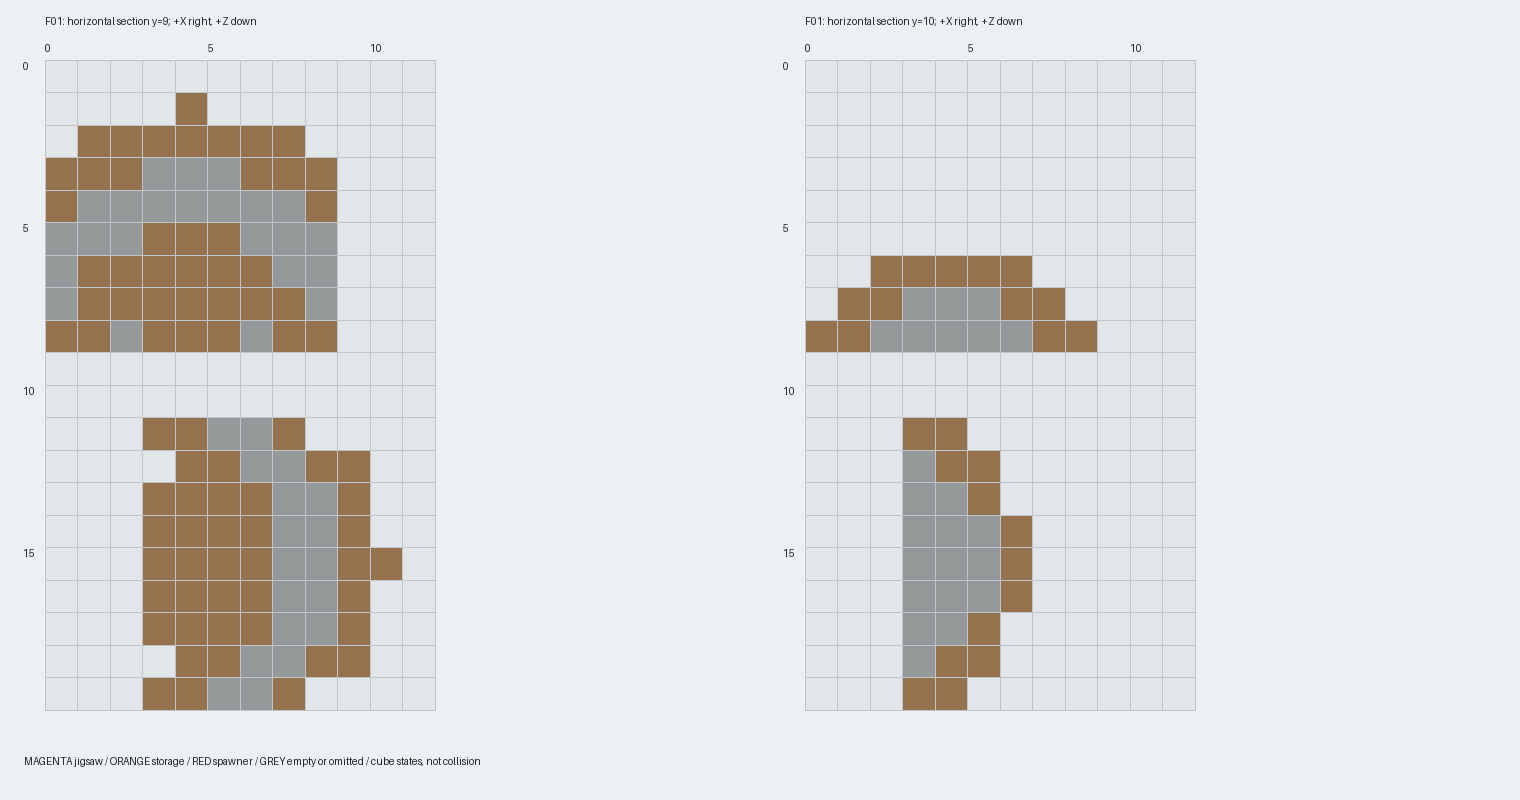 F01: horizontal section y=9; +X right, +Z down
F01: horizontal section y=10; +X right, +Z down
0 5 10
0 5 10
0
0
5
5
10
10
15
15
MAGENTA jigsaw / ORANGE storage / RED spawner / GREY empty or omitted / cube states, not collision